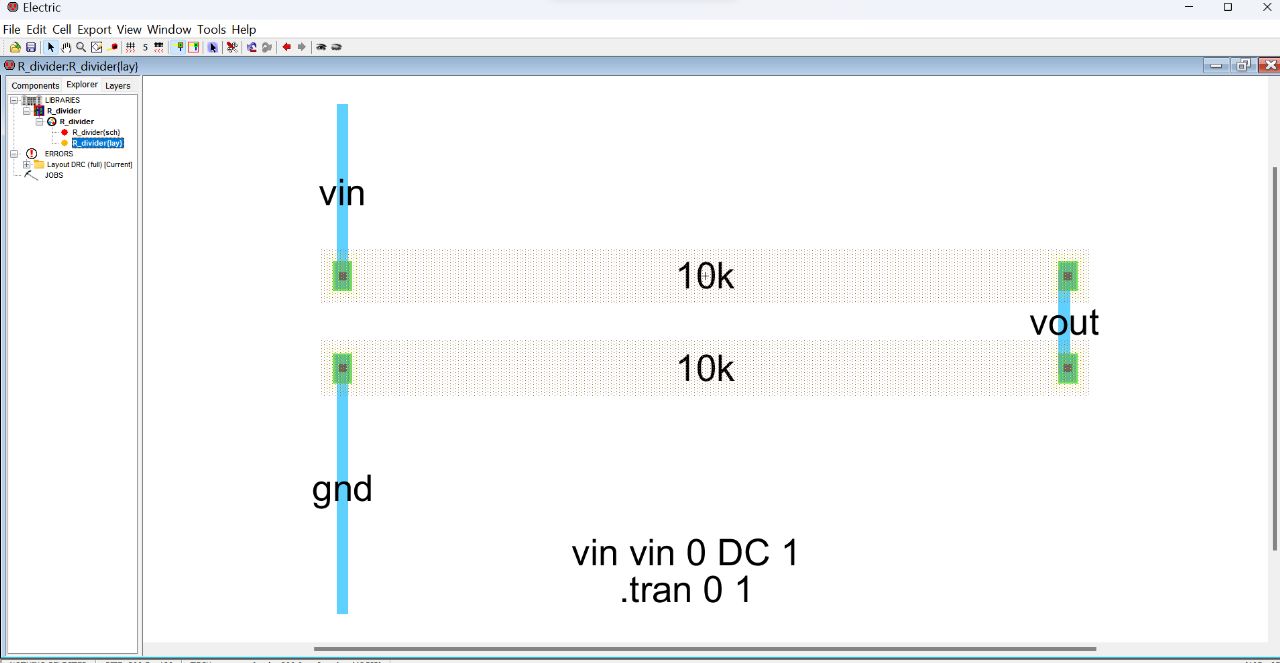 Electric
File Edit Cell Export View Window Tools Help
R_divider:R_divider{lay}
Components Explorer Layers
LIBRARIES
R_divider
R_divider
R_divider{sch}
R_divider{lay}
ERRORS
Layout DRC (full) [Current]
JOBS
vin
10k
vout
10k
gnd
vin vin 0 DC 1
.tran 0 1